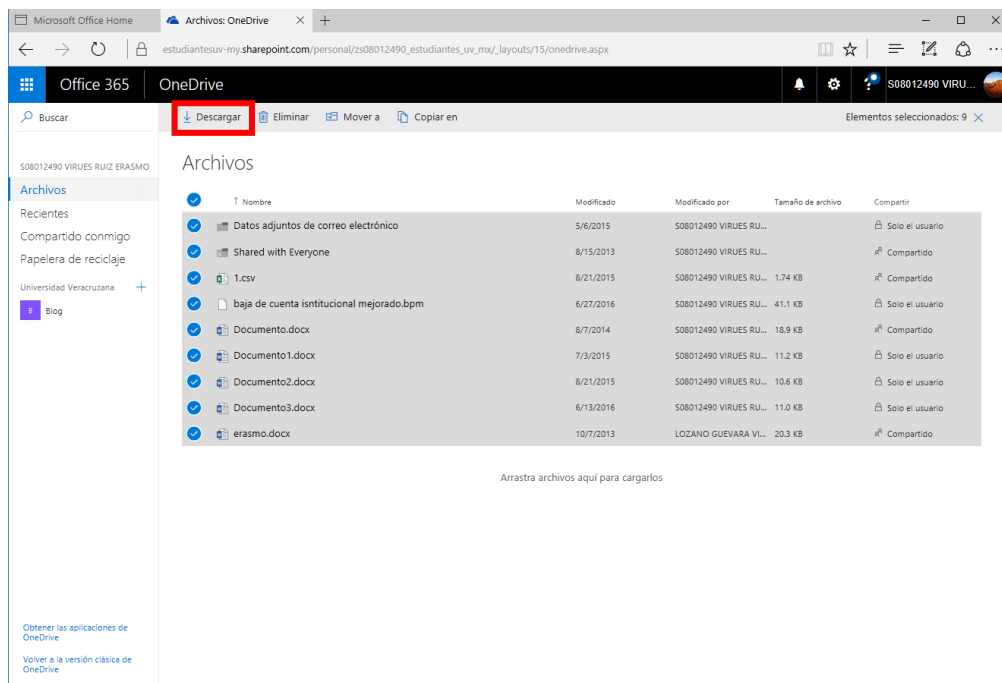 Microsoft Office Home
Archivos: OneDrive
estudiantesuv-my.sharepoint.com/personal/zs08012490_estudiantes_uv_mx/_layouts/15/onedrive.aspx
Office 365 OneDrive S08012490 VIRU...
Buscar
Descargar Eliminar Mover a Copiar en Elementos seleccionados: 9
S08012490 VIRUES RUIZ ERASMO
Archivos
Recientes
Compartido conmigo
Papelera de reciclaje
Universidad Veracruzana
B Blog
Archivos
Nombre Modificado Modificado por Tamaño de archivo Compartir
Datos adjuntos de correo electrónico 5/6/2015 S08012490 VIRUES RU... Solo el usuario
Shared with Everyone 8/15/2013 S08012490 VIRUES RU... Compartido
1.csv 8/21/2015 S08012490 VIRUES RU... 1.74 KB Compartido
baja de cuenta isntitucional mejorado.bpm 6/27/2016 S08012490 VIRUES RU... 41.1 KB Solo el usuario
Documento.docx 8/7/2014 S08012490 VIRUES RU... 18.9 KB Compartido
Documento1.docx 7/3/2015 S08012490 VIRUES RU... 11.2 KB Solo el usuario
Documento2.docx 8/21/2015 S08012490 VIRUES RU... 10.6 KB Solo el usuario
Documento3.docx 6/13/2016 S08012490 VIRUES RU... 11.0 KB Solo el usuario
erasmo.docx 10/7/2013 LOZANO GUEVARA VI... 20.3 KB Compartido
Arrastra archivos aquí para cargarlos
Obtener las aplicaciones de
OneDrive
Volver a la versión clásica de
OneDrive